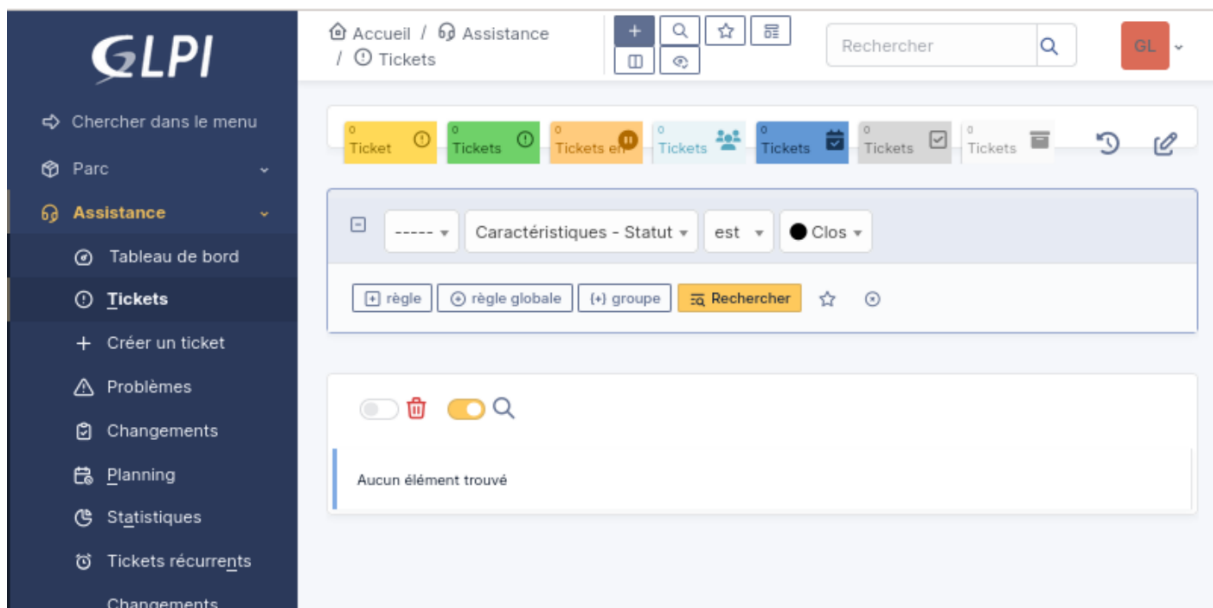 GLPI
Chercher dans le menu
Parc
Assistance
Tableau de bord
Tickets
Créer un ticket
Problèmes
Changements
Planning
Statistiques
Tickets récurrents
Changements
Accueil / Assistance
/ Tickets
Rechercher
GL
0
Ticket
0
Tickets
0
Tickets en
0
Tickets
0
Tickets
0
Tickets
0
Tickets
----- Caractéristiques - Statut est Clos
règle règle globale (+) groupe Rechercher
Aucun élément trouvé